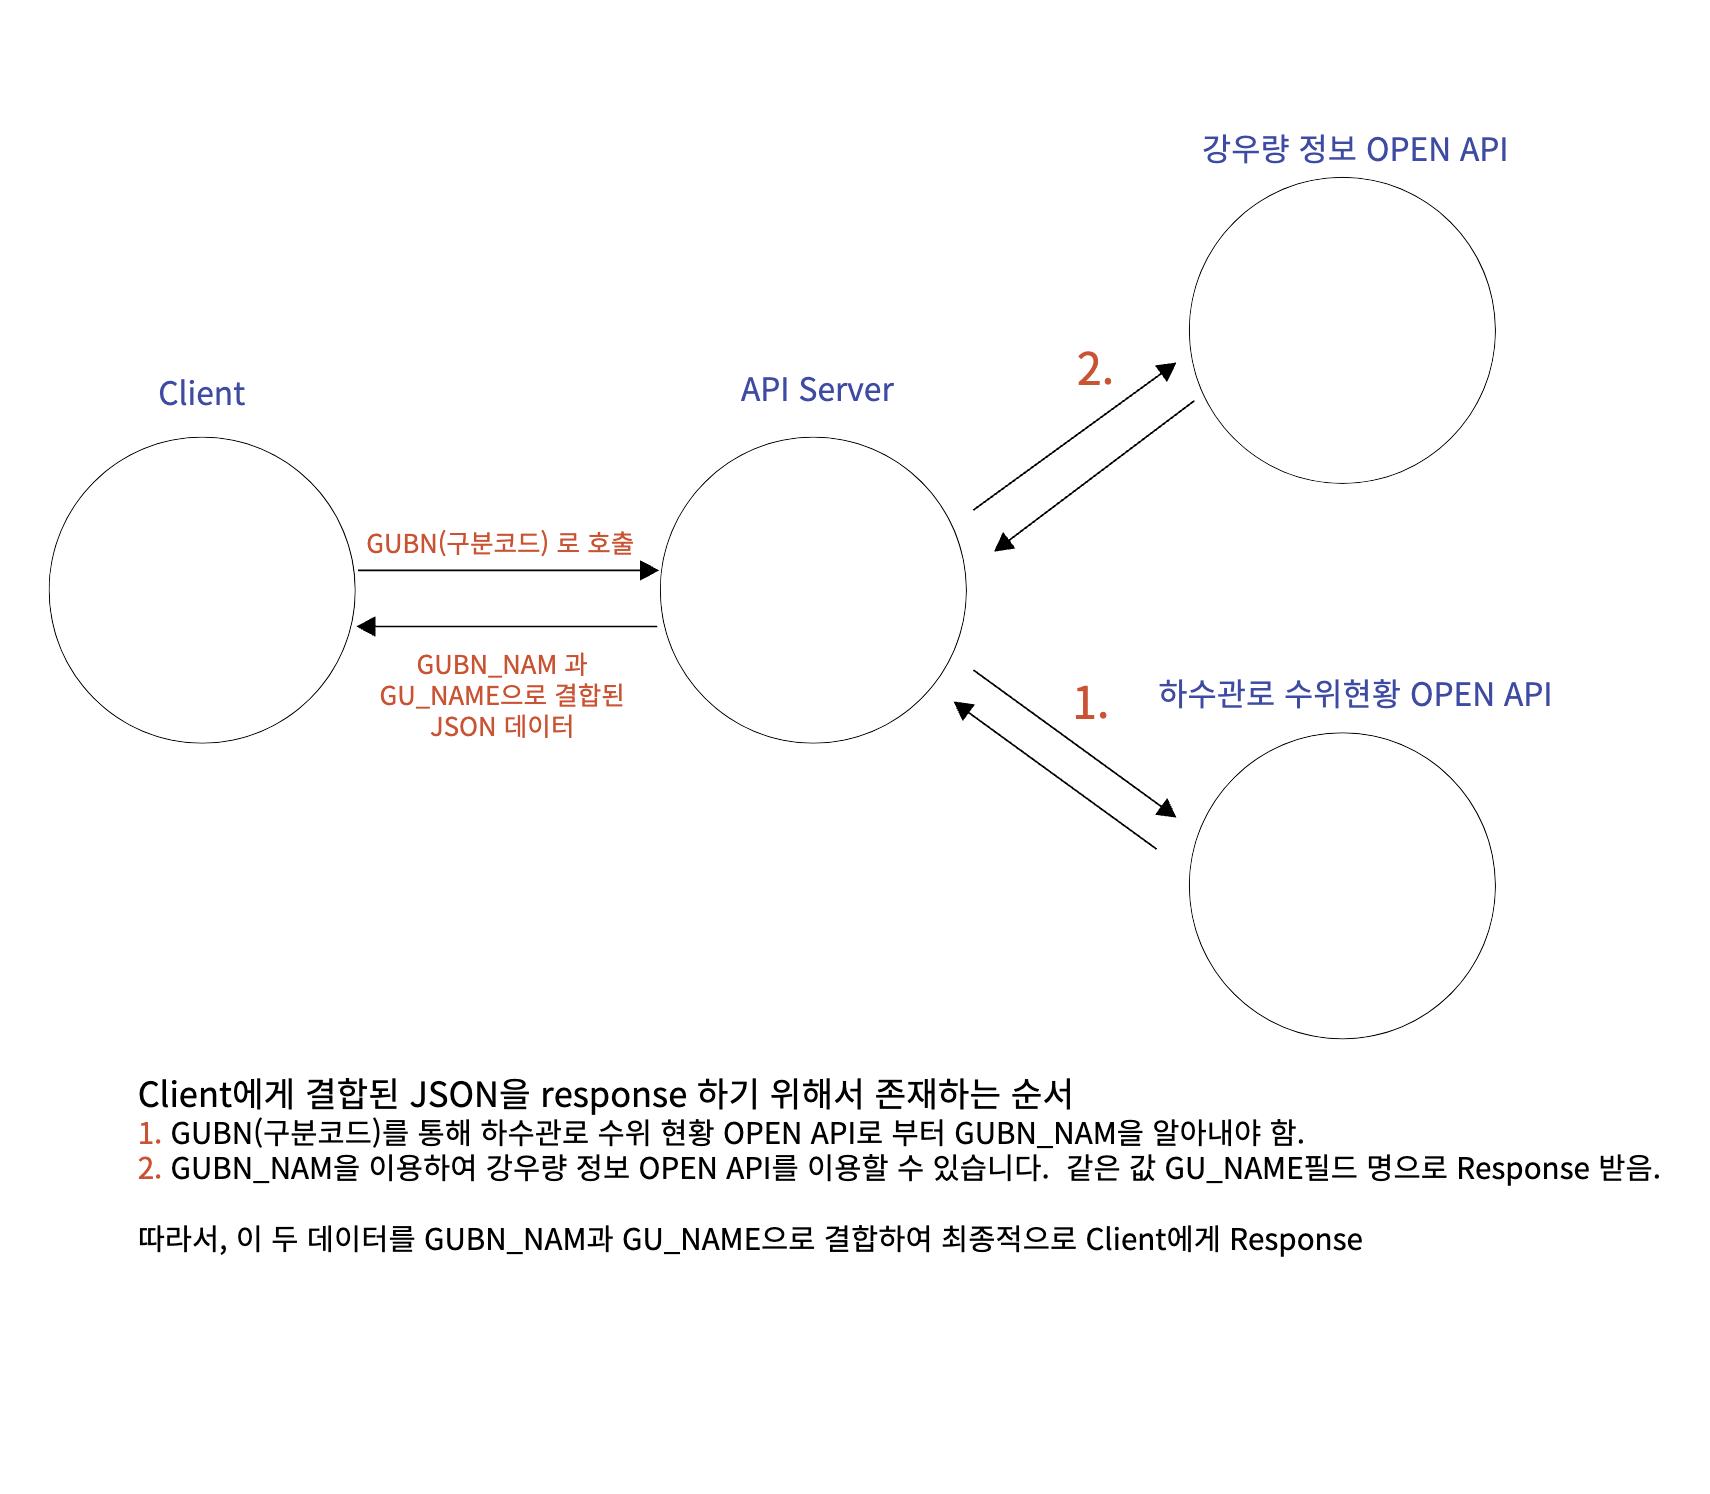 강우량 정보 OPEN API
Client
API Server
2.
GUBN(구분코드) 로 호출
GUBN_NAM 과
GU_NAME으로 결합된
JSON 데이터
1.
하수관로 수위현황 OPEN API
Client에게 결합된 JSON을 response 하기 위해서 존재하는 순서
1. GUBN(구분코드)를 통해 하수관로 수위 현황 OPEN API로 부터 GUBN_NAM을 알아내야 함.
2. GUBN_NAM을 이용하여 강우량 정보 OPEN API를 이용할 수 있습니다.  같은 값 GU_NAME필드 명으로 Response 받음.
따라서, 이 두 데이터를 GUBN_NAM과 GU_NAME으로 결합하여 최종적으로 Client에게 Response